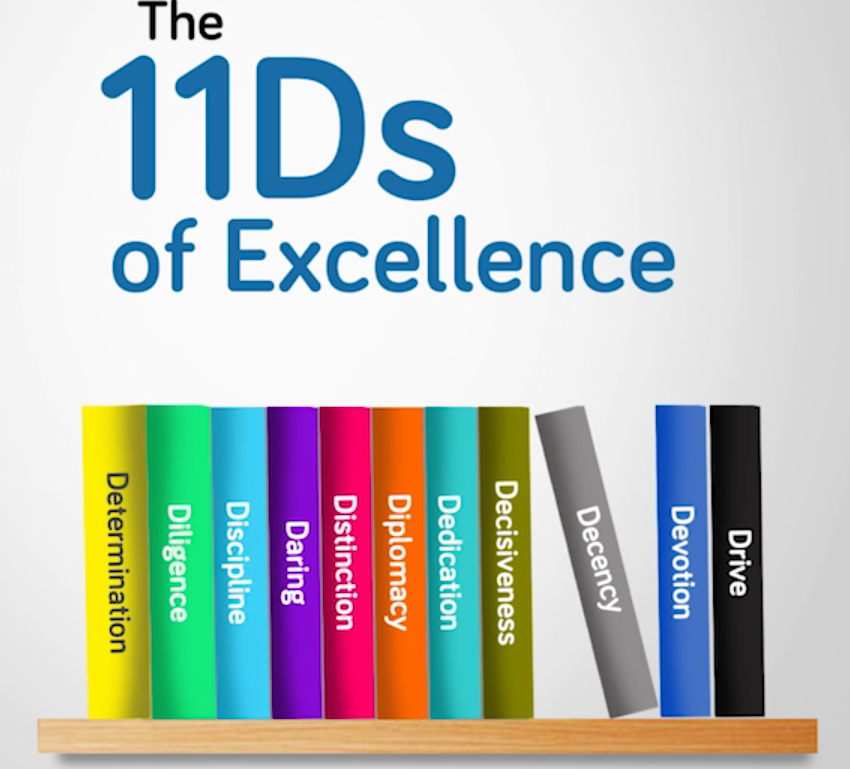 The
11Ds
of Excellence
Determination
Diligence
Discipline
Daring
Distinction
Diplomacy
Dedication
Decisiveness
Decency
Devotion
Drive